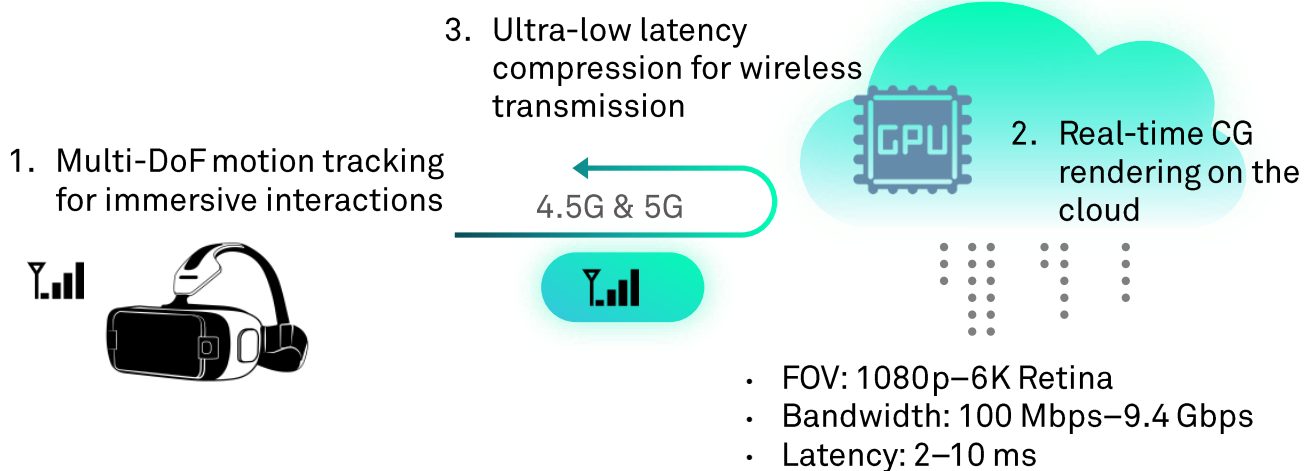 1. Multi-DoF motion tracking
for immersive interactions
3. Ultra-low latency
compression for wireless
transmission
4.5G & 5G
GPU
2. Real-time CG
rendering on the
cloud
• FOV: 1080p–6K Retina
• Bandwidth: 100 Mbps–9.4 Gbps
• Latency: 2–10 ms